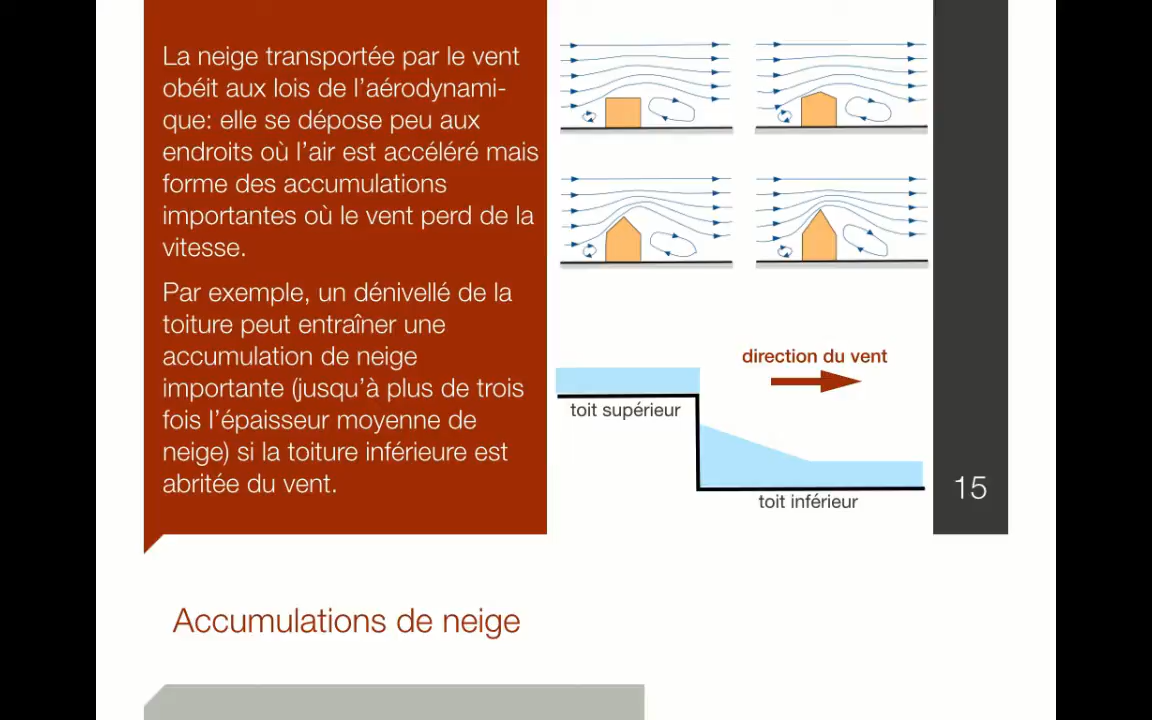 La neige transportée par le vent
obéit aux lois de l'aérodynami-
que: elle se dépose peu aux
endroits où l'air est accéléré mais
forme des accumulations
importantes où le vent perd de la
vitesse.
Par exemple, un dénivellé de la
toiture peut entraîner une
accumulation de neige
importante (jusqu'à plus de trois
fois l'épaisseur moyenne de
neige) si la toiture inférieure est
abritée du vent.
direction du vent
toit supérieur
toit inférieur
15
Accumulations de neige